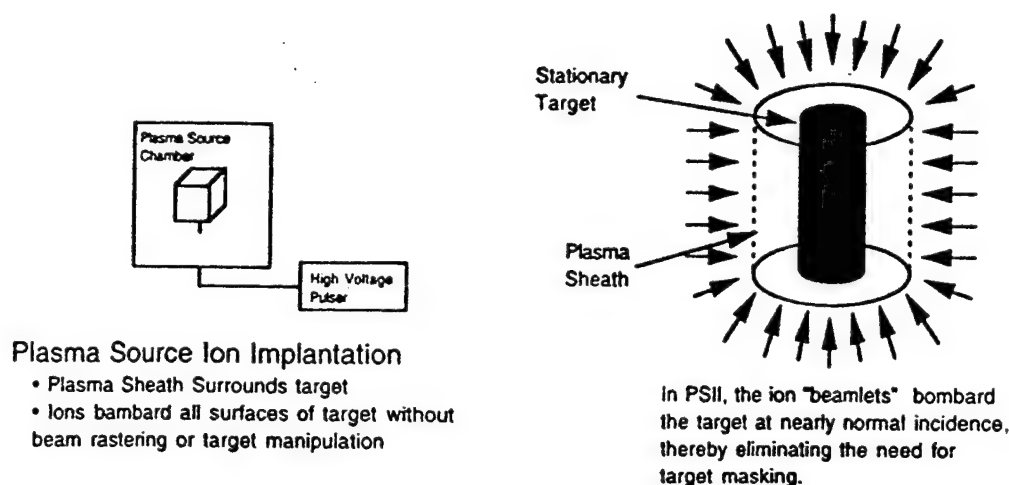 Plasma Source
Chamber
High Voltage
Pulser
Plasma Source Ion Implantation
• Plasma Sheath Surrounds target
• Ions bambard all surfaces of target without
beam rastering or target manipulation
Stationary
Target
Plasma
Sheath
In PSII, the ion "beamlets" bombard
the target at nearly normal incidence,
thereby eliminating the need for
target masking.